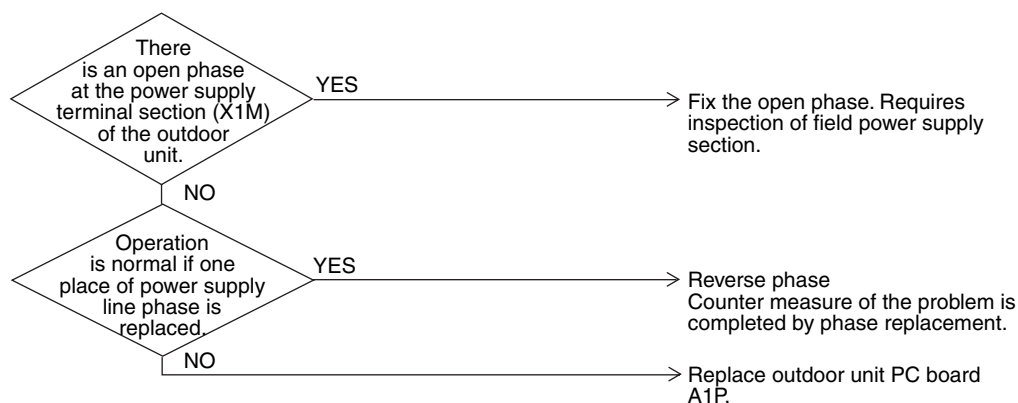 There
is an open phase
at the power supply
terminal section (X1M)
of the outdoor
unit.
YES
Fix the open phase. Requires
inspection of field power supply
section.
NO
Operation
is normal if one
place of power supply
line phase is
replaced.
YES
Reverse phase
Counter measure of the problem is
completed by phase replacement.
NO
Replace outdoor unit PC board
A1P.